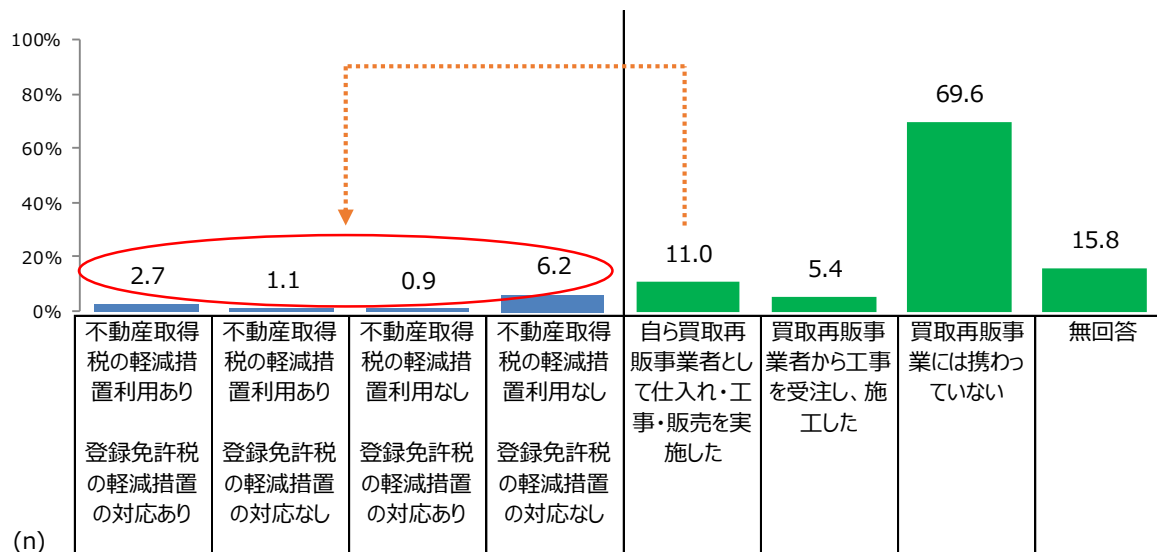 100%
80%
60%
40%
20%
0%
2.7
1.1
0.9
6.2
11.0
5.4
69.6
15.8
不動産取得
税の軽減措
置利用あり
登録免許税
の軽減措置
の対応あり
不動産取得
税の軽減措
置利用あり
登録免許税
の軽減措置
の対応なし
不動産取得
税の軽減措
置利用なし
登録免許税
の軽減措置
の対応あり
不動産取得
税の軽減措
置利用なし
登録免許税
の軽減措置
の対応なし
自ら買取再
販事業者とし
て仕入れ・工
事・販売を実
施した
買取再販事
業者から工事
を受注し、施
工した
買取再販事
業には携わっ
ていない
無回答
(n)